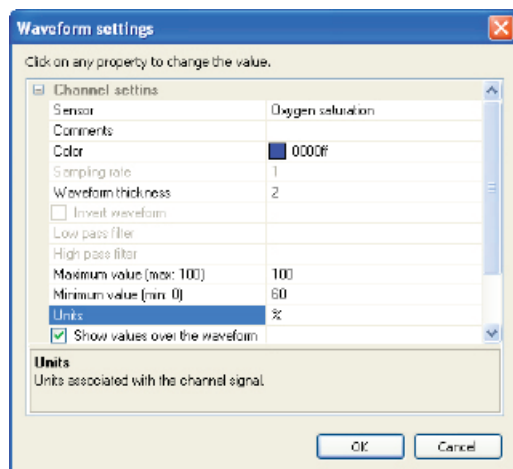 Waveform settings
Click on any property to change the value.
Channel settins
Sensor Oxygen saturation
Comments
Color 0000ff
Sampling rate 1
Waveform thickness 2
Invert waveform
Low pass filter
High pass filter
Maximum value (max: 100) 100
Minimum value (min: 0) 60
Units %
Show values over the waveform
Units
Units associated with the channel signal.
OK Cancel